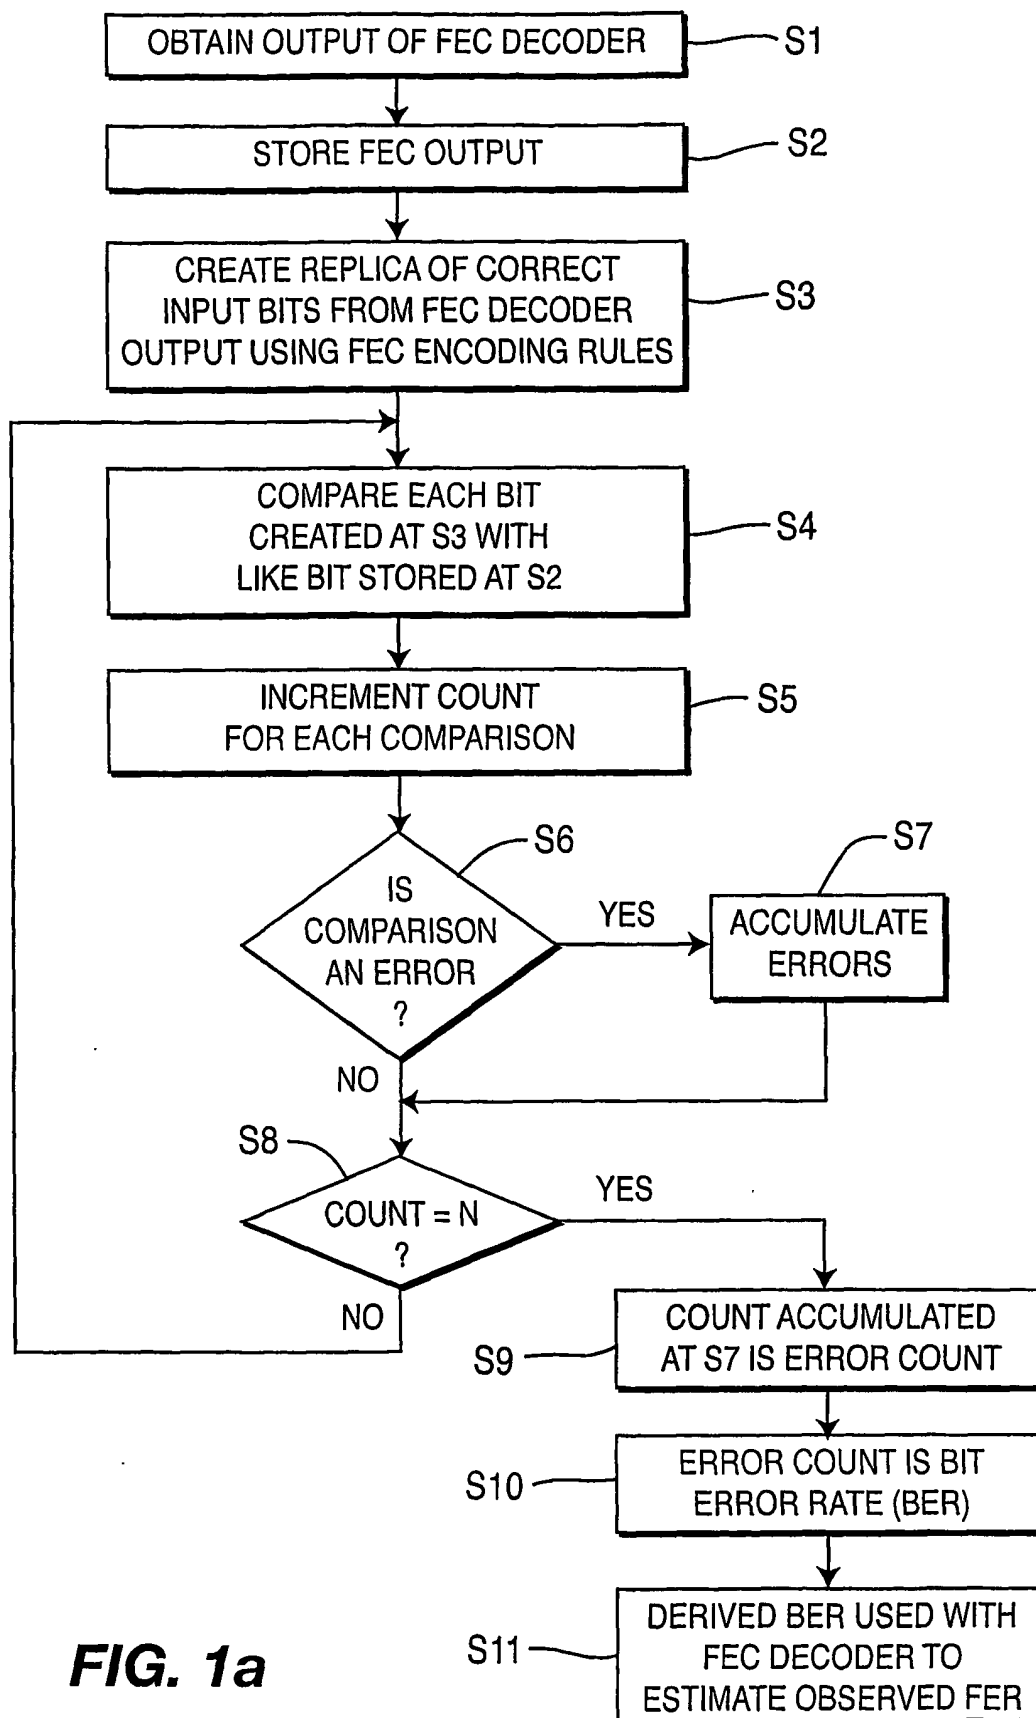 OBTAIN OUTPUT OF FEC DECODER
S1
STORE FEC OUTPUT
S2
CREATE REPLICA OF CORRECT
INPUT BITS FROM FEC DECODER
OUTPUT USING FEC ENCODING RULES
S3
COMPARE EACH BIT
CREATED AT S3 WITH
LIKE BIT STORED AT S2
S4
INCREMENT COUNT
FOR EACH COMPARISON
S5
IS
COMPARISON
AN ERROR
?
S6
YES
ACCUMULATE
ERRORS
S7
NO
S8
COUNT = N
?
YES
NO
COUNT ACCUMULATED
AT S7 IS ERROR COUNT
S9
ERROR COUNT IS BIT
ERROR RATE (BER)
S10
DERIVED BER USED WITH
FEC DECODER TO
ESTIMATE OBSERVED FER
S11
FIG. 1a